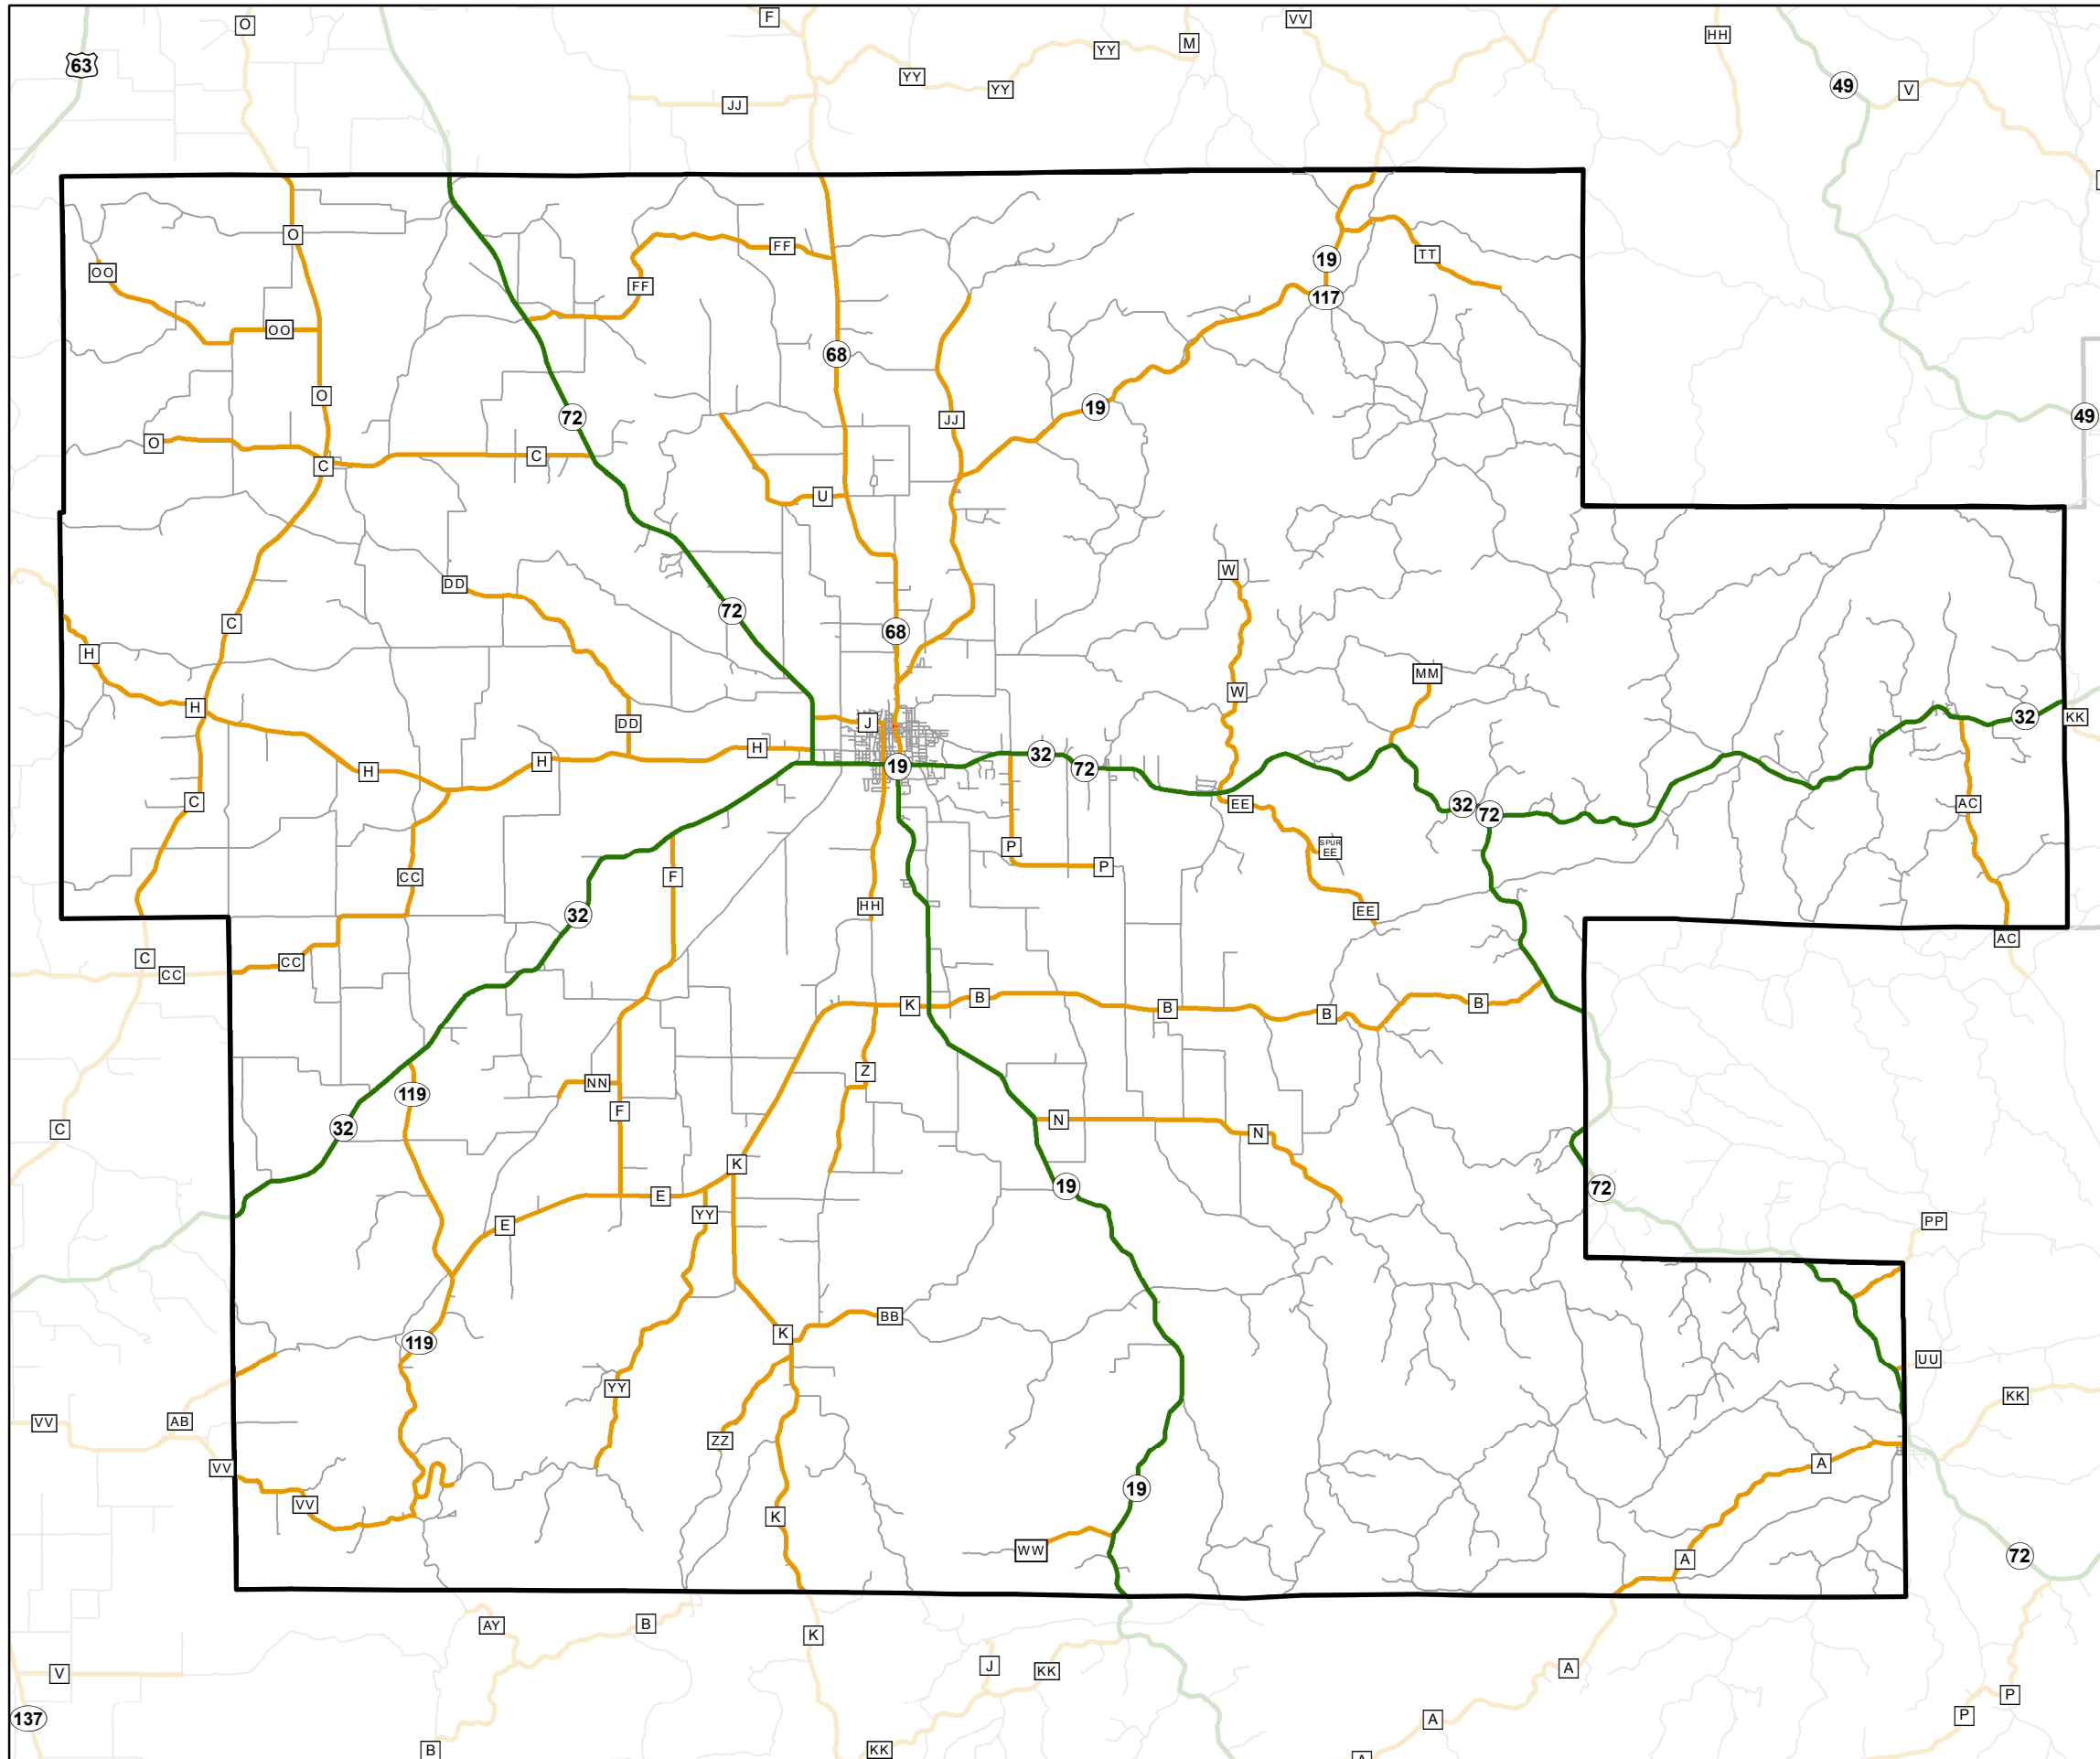 F
VV
O
HH
M
YY
63
YY
49
YY
V
JJ
O
FF
TT
19
OO
FF
117
OO
68
O
19
49
72
JJ
O
C
C
U
W
DD
72
C
68
H
MM
W
H
32
KK
J
DD
H
32
H
19
72
H
C
32
EE
AC
72
P
SPUR
EE
P
CC
F
HH
EE
32
AC
C
CC
CC
B
B
K
B
B
Z
NN
119
F
N
32
C
N
K
19
72
E
YY
PP
E
BB
K
119
UU
YY
KK
AB
VV
ZZ
A
VV
19
VV
K
WW
72
A
B
AY
K
J
A
KK
V
P
P
137
A
KK
B
A